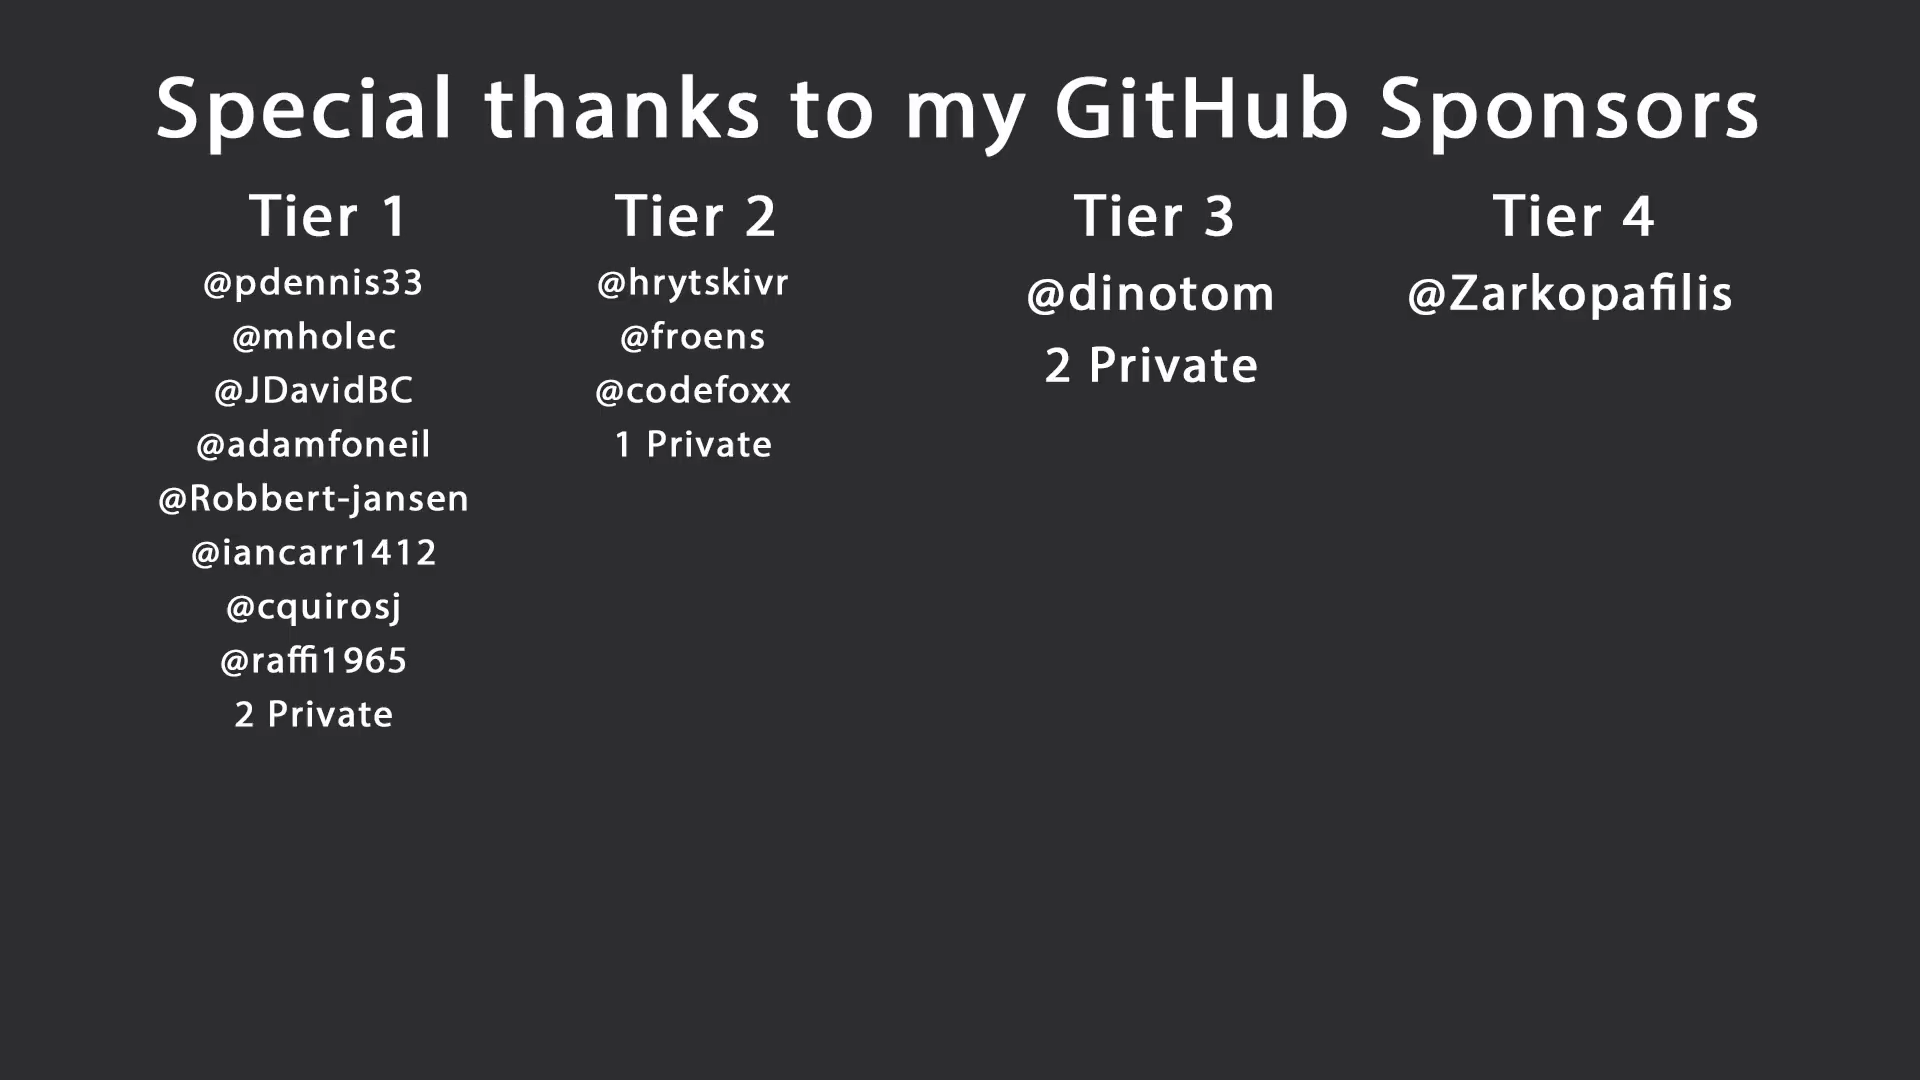 Special thanks to my GitHub Sponsors
Tier 1
@pdennis33
@mholec
@JDavidBC
@adamfoneil
@Robbert-jansen
@iancarr1412
@cquirosj
@raffi1965
2 Private
Tier 2
@hrytskivr
@froens
@codefoxx
1 Private
Tier 3
@dinotom
2 Private
Tier 4
@Zarkopafilis